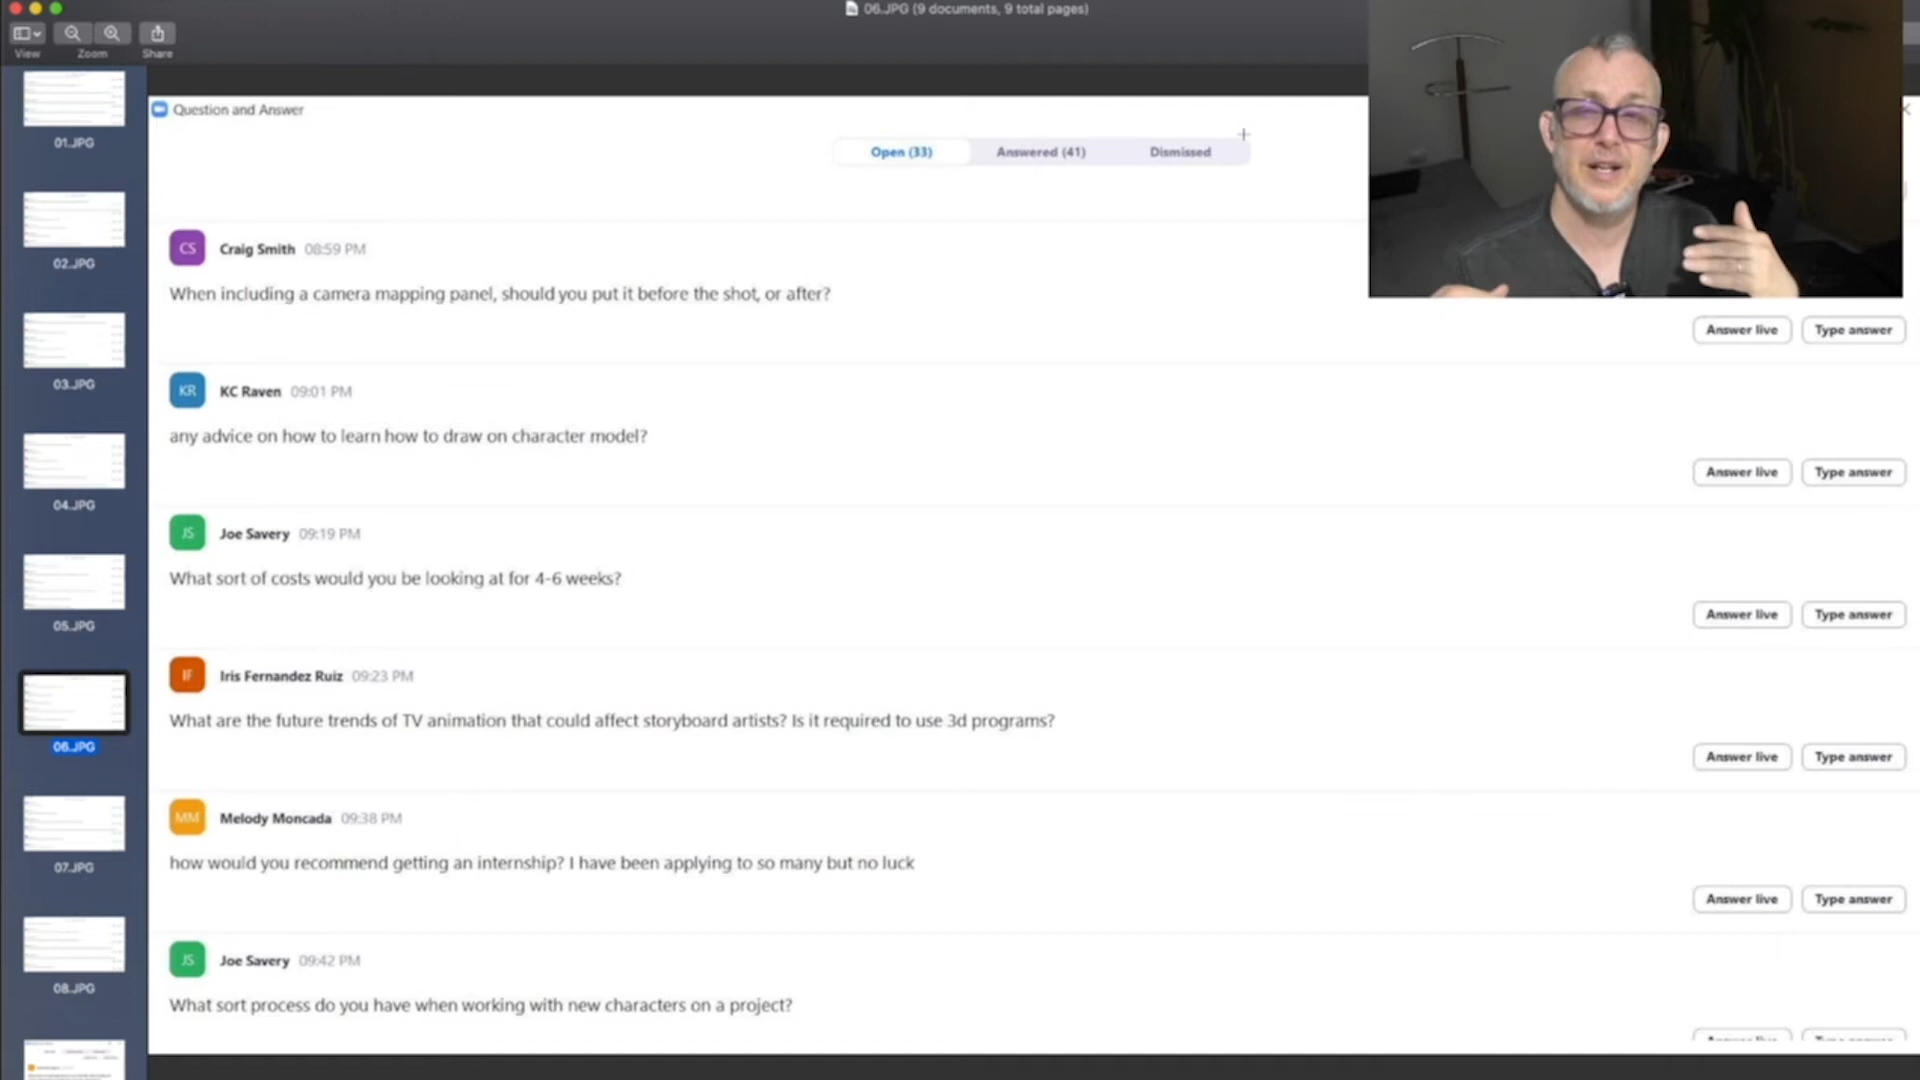 06.JPG (9 documents, 9 total pages)
View
Zoom
Share
01.JPG
02.JPG
03.JPG
04.JPG
05.JPG
06.JPG
07.JPG
08.JPG
Question and Answer
Open (33)
Answered (41)
Dismissed
CS
Craig Smith 08:59 PM
When including a camera mapping panel, should you put it before the shot, or after?
Answer live
Type answer
KR
KC Raven 09:01 PM
any advice on how to learn how to draw on character model?
Answer live
Type answer
JS
Joe Savery 09:19 PM
What sort of costs would you be looking at for 4-6 weeks?
Answer live
Type answer
IF
Iris Fernandez Ruiz 09:23 PM
What are the future trends of TV animation that could affect storyboard artists? Is it required to use 3d programs?
Answer live
Type answer
MM
Melody Moncada 09:38 PM
how would you recommend getting an internship? I have been applying to so many but no luck
Answer live
Type answer
JS
Joe Savery 09:42 PM
What sort process do you have when working with new characters on a project?